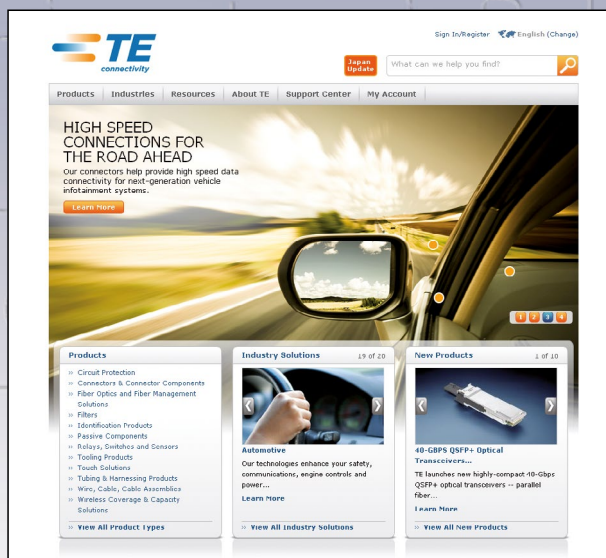 Sign In/Register English (Change)
TE
connectivity
Japan
Update
What can we help you find?
Products Industries Resources About TE Support Center My Account
HIGH SPEED
CONNECTIONS FOR
THE ROAD AHEAD
Our connectors help provide high speed data
connectivity for next-generation vehicle
infotainment systems.
Learn More
1 2 3 4
Products
» Circuit Protection
» Connectors & Connector Components
» Fiber Optics and Fiber Management
Solutions
» Filters
» Identification Products
» Passive Components
» Relays, Switches and Sensors
» Tooling Products
» Touch Solutions
» Tubing & Harnessing Products
» Wire, Cable, Cable Assemblies
» Wireless Coverage & Capacity
Solutions
» View All Product Types
Industry Solutions 19 of 20
Automotive
Our technologies enhance your safety,
communications, engine controls and
power...
Learn More
» View All Industry Solutions
New Products 1 of 10
40-GBPS QSFP+ Optical
Transceivers...
TE launches new highly-compact 40-Gbps
QSFP+ optical transceivers -- parallel
fiber...
Learn More
» View All New Products